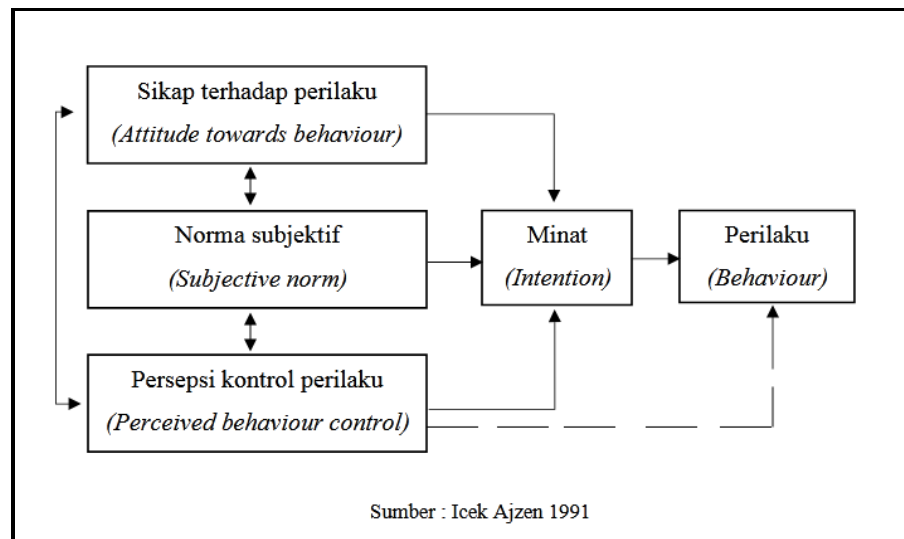 Sikap terhadap perilaku
(Attitude towards behaviour)
Norma subjektif
(Subjective norm)
Persepsi kontrol perilaku
(Perceived behaviour control)
Minat
(Intention)
Perilaku
(Behaviour)
Sumber : Icek Ajzen 1991